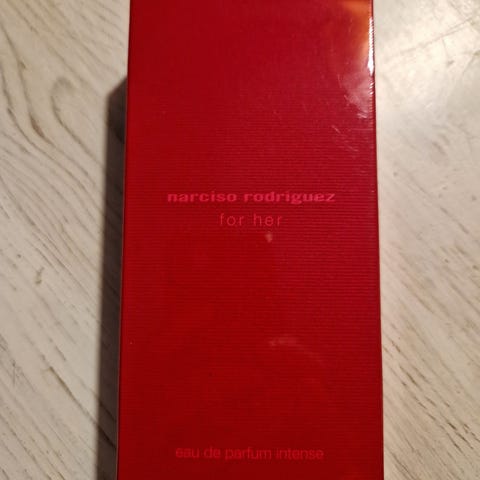 narciso rodriguez
for her
eau de parfum intense